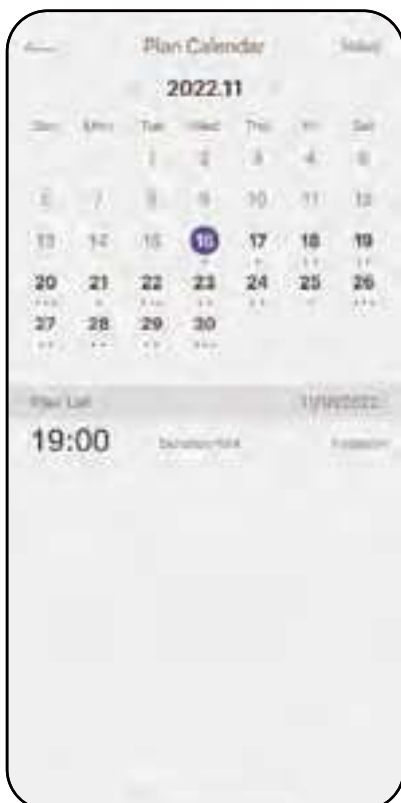 Plan Calendar
2022.11
Sun Mon Tue Wed Thu Fri Sat
1 2 3 4 5
6 7 8 9 10 11 12
13 14 15 16 17 18 19
20 21 22 23 24 25 26
27 28 29 30
Plan List
19:00